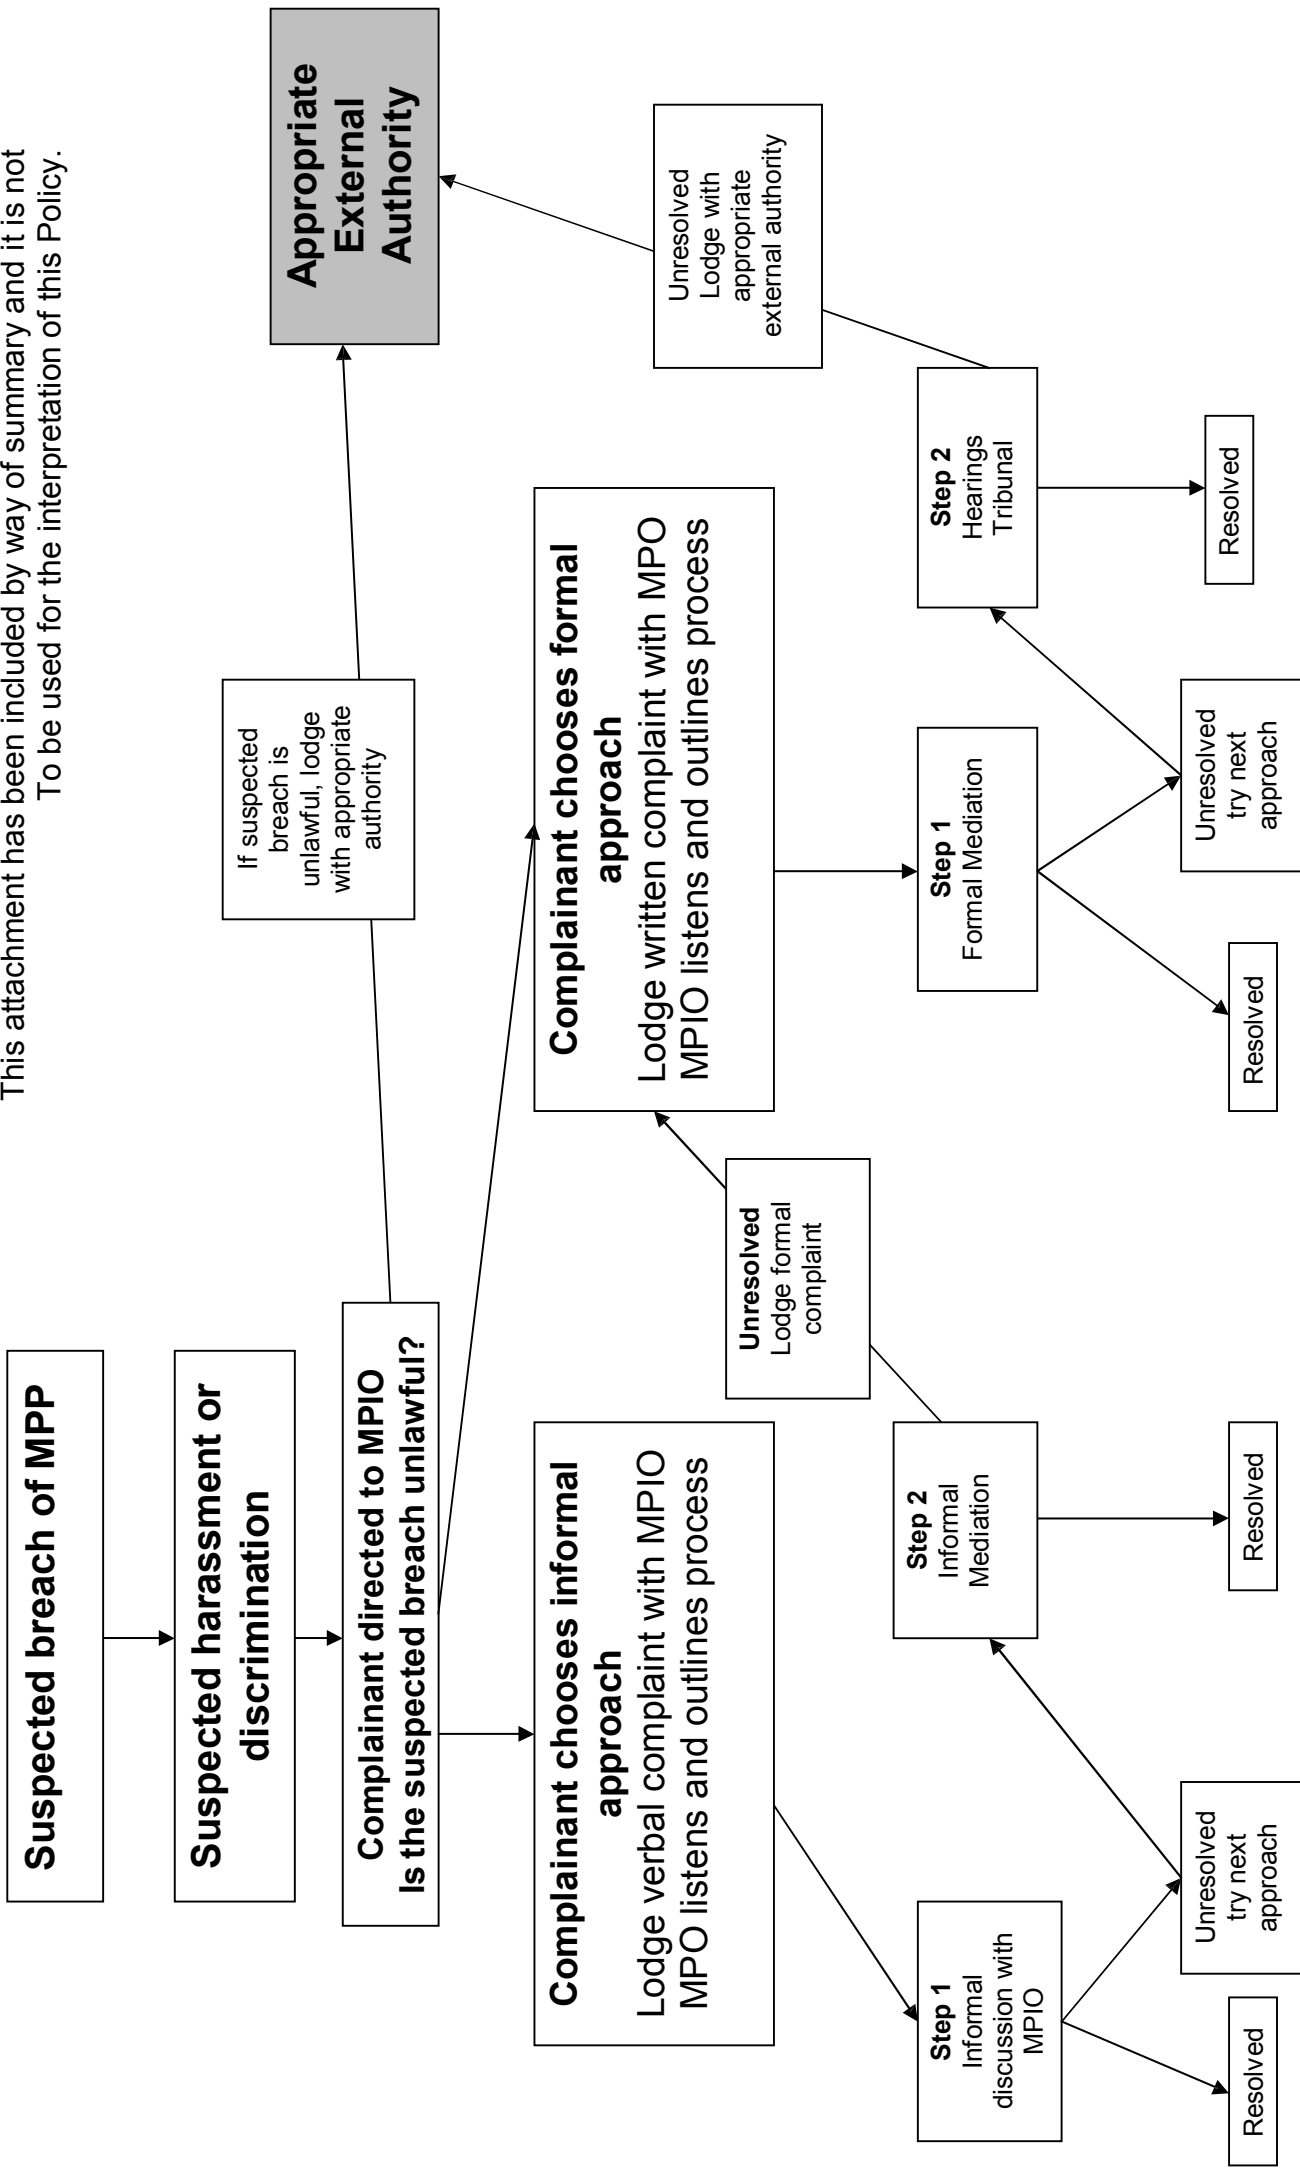 This attachment has been included by way of summary and it is not
To be used for the interpretation of this Policy.
Suspected breach of MPP
Suspected harassment or
discrimination
Complainant directed to MPIO
Is the suspected breach unlawful?
If suspected
breach is
unlawful, lodge
with appropriate
authority
Appropriate
External
Authority
Complainant chooses informal
approach
Lodge verbal complaint with MPIO
MPO listens and outlines process
Complainant chooses formal
approach
Lodge written complaint with MPO
MPIO listens and outlines process
Unresolved
Lodge with
appropriate
external authority
Unresolved
Lodge formal
complaint
Step 1
Informal
discussion with
MPIO
Step 2
Informal
Mediation
Step 1
Formal Mediation
Step 2
Hearings
Tribunal
Resolved
Unresolved
try next
approach
Resolved
Resolved
Unresolved
try next
approach
Resolved